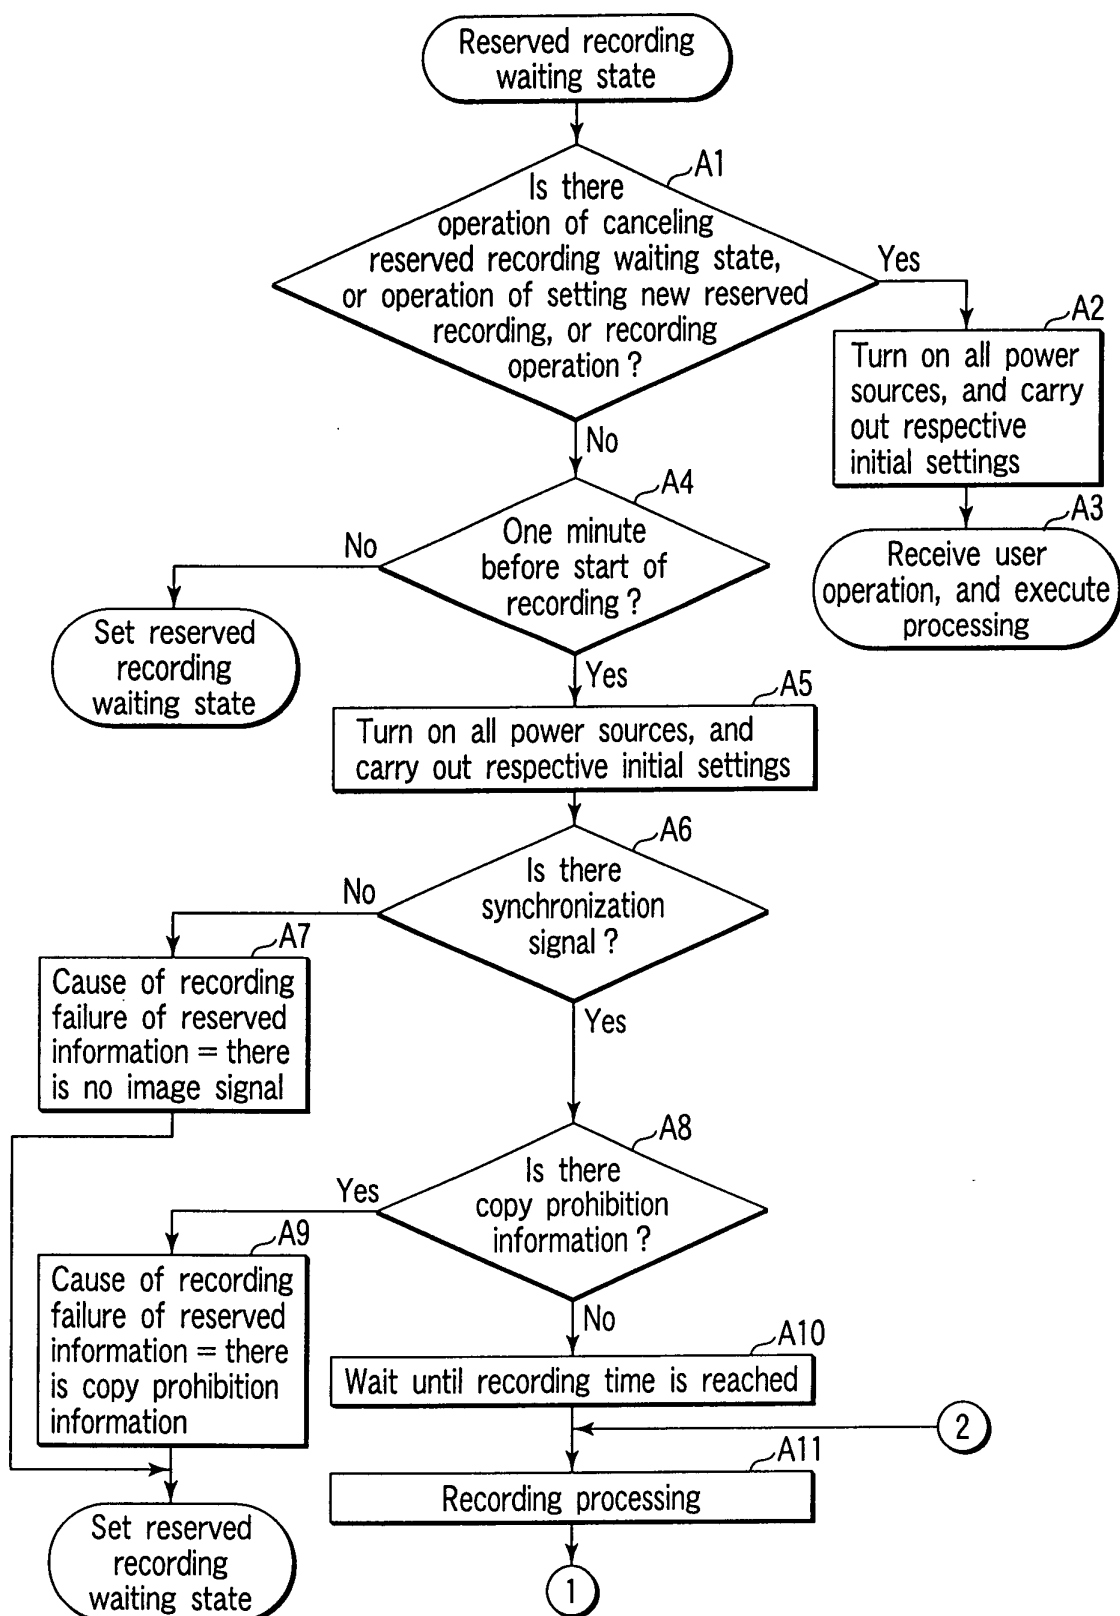 Reserved recording
waiting state
A1
Is there
operation of canceling
reserved recording waiting state,
or operation of setting new reserved
recording, or recording
operation ?
Yes
A2
Turn on all power
sources, and carry
out respective
initial settings
No
A3
Receive user
operation, and execute
processing
A4
One minute
before start of
recording ?
No
Set reserved
recording
waiting state
Yes
A5
Turn on all power sources, and
carry out respective initial settings
A6
Is there
synchronization
signal ?
No
A7
Cause of recording
failure of reserved
information = there
is no image signal
Yes
A8
Is there
copy prohibition
information ?
Yes
A9
Cause of recording
failure of reserved
information = there
is copy prohibition
information
No
A10
Wait until recording time is reached
2
A11
Recording processing
Set reserved
recording
waiting state
1